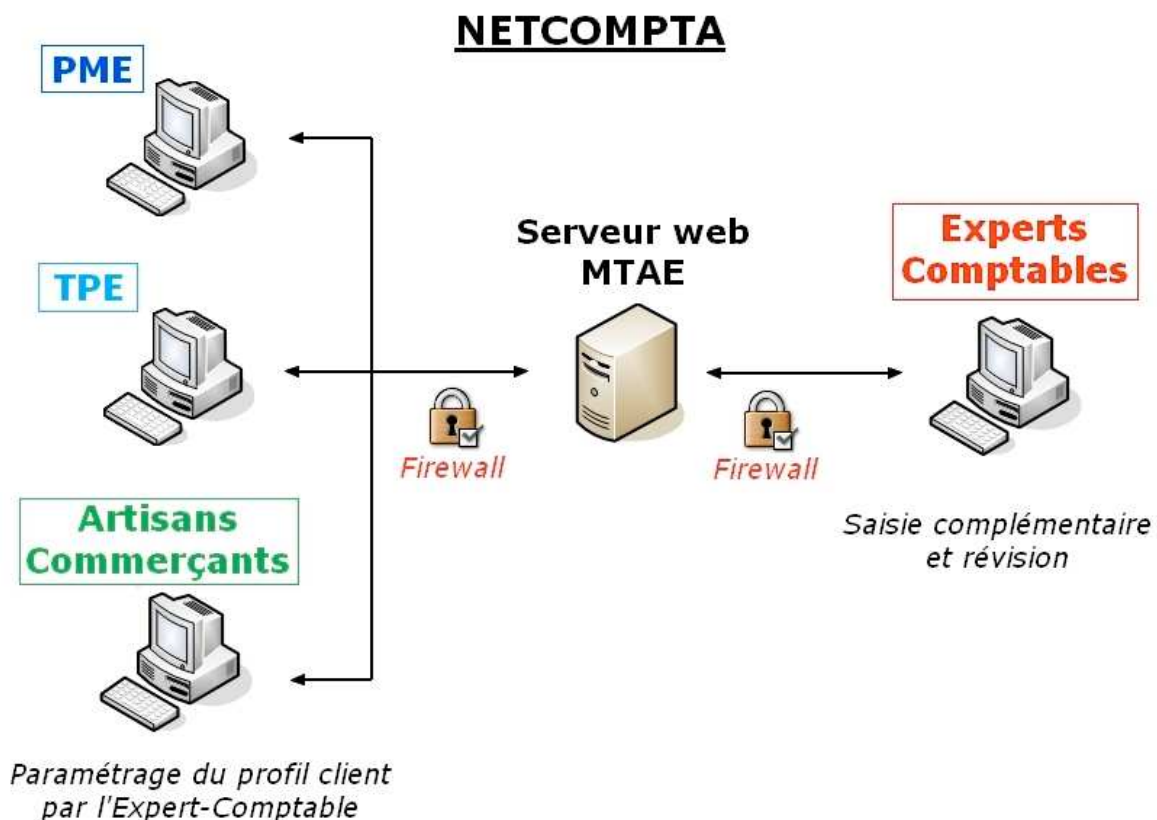 NETCOMPTA
PME
TPE
Artisans
Commerçants
Paramétrage du profil client
par l'Expert-Comptable
Firewall
Serveur web
MTAE
Firewall
Experts
Comptables
Saisie complémentaire
et révision